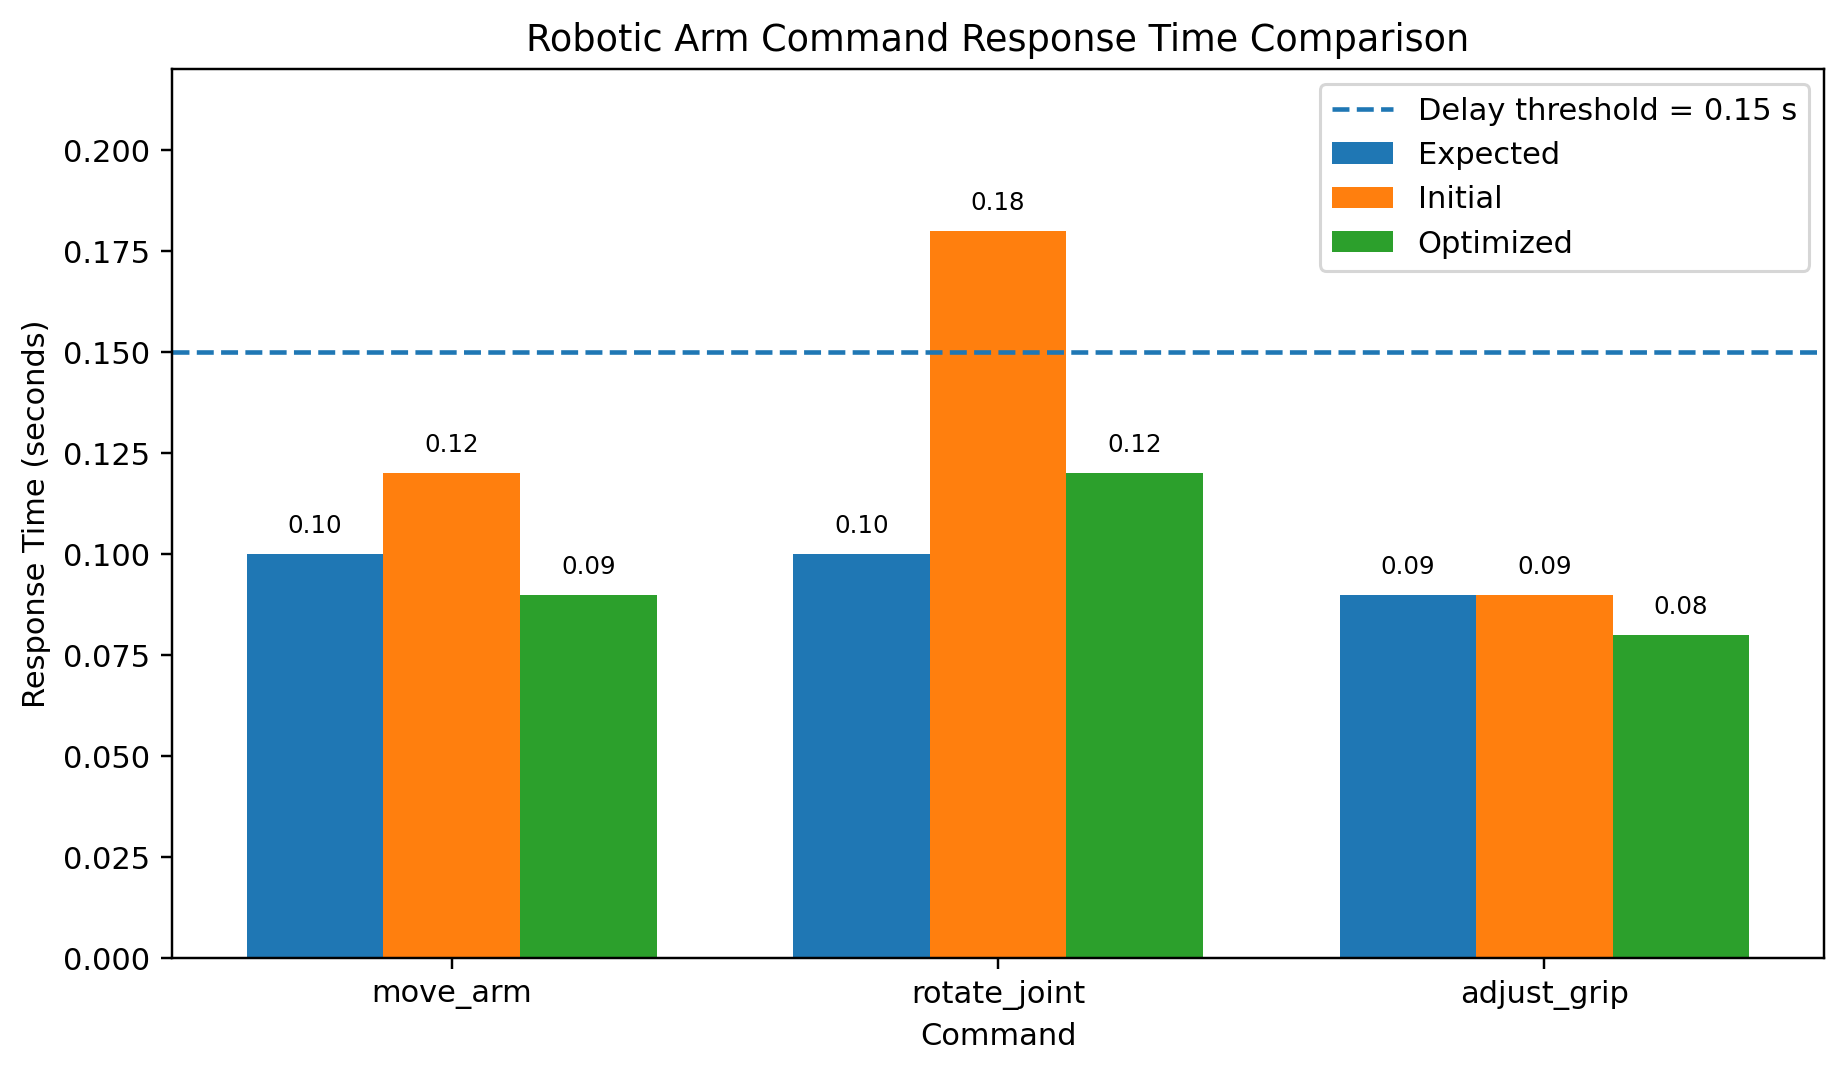 Robotic Arm Command Response Time Comparison
Delay threshold = 0.15 s
Expected
Initial
Optimized
Response Time (seconds)
0.200
0.175
0.150
0.125
0.100
0.075
0.050
0.025
0.000
0.10
0.12
0.09
0.10
0.18
0.12
0.09
0.09
0.08
move_arm
rotate_joint
adjust_grip
Command